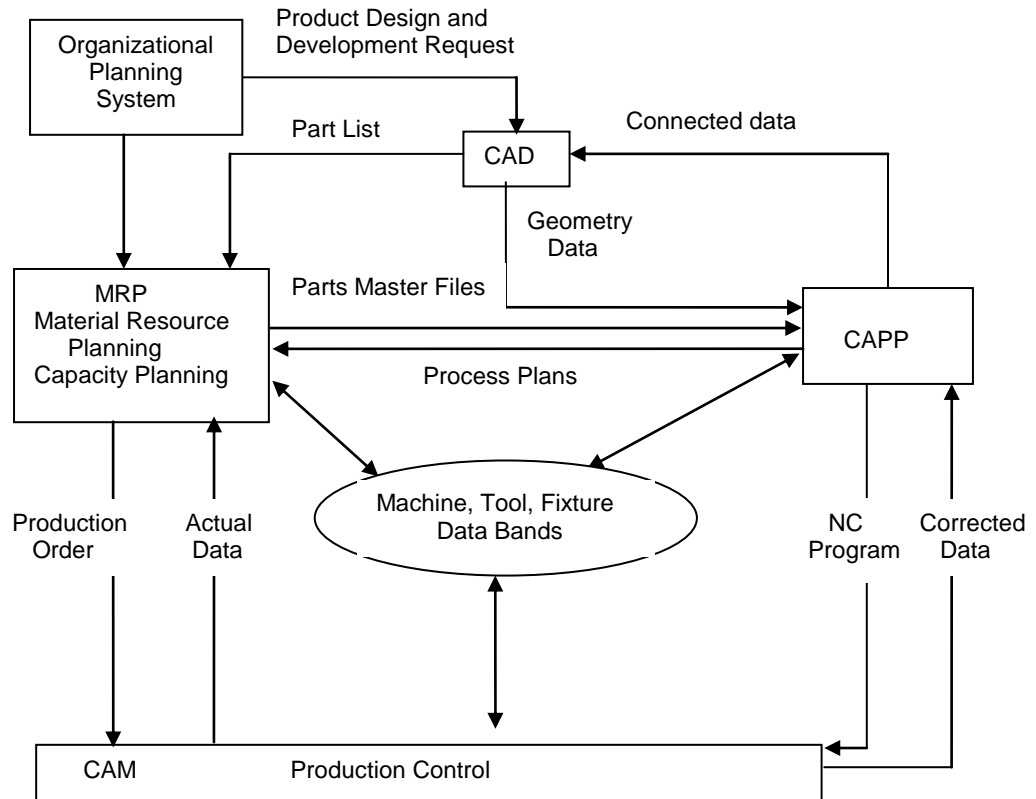 Product Design and
Development Request
Organizational
Planning
System
Part List
Connected data
CAD
Geometry
Data
MRP
Material Resource
Planning
Capacity Planning
Parts Master Files
CAPP
Process Plans
Machine, Tool, Fixture
Data Bands
Production
Order
Actual
Data
NC
Program
Corrected
Data
CAM
Production Control